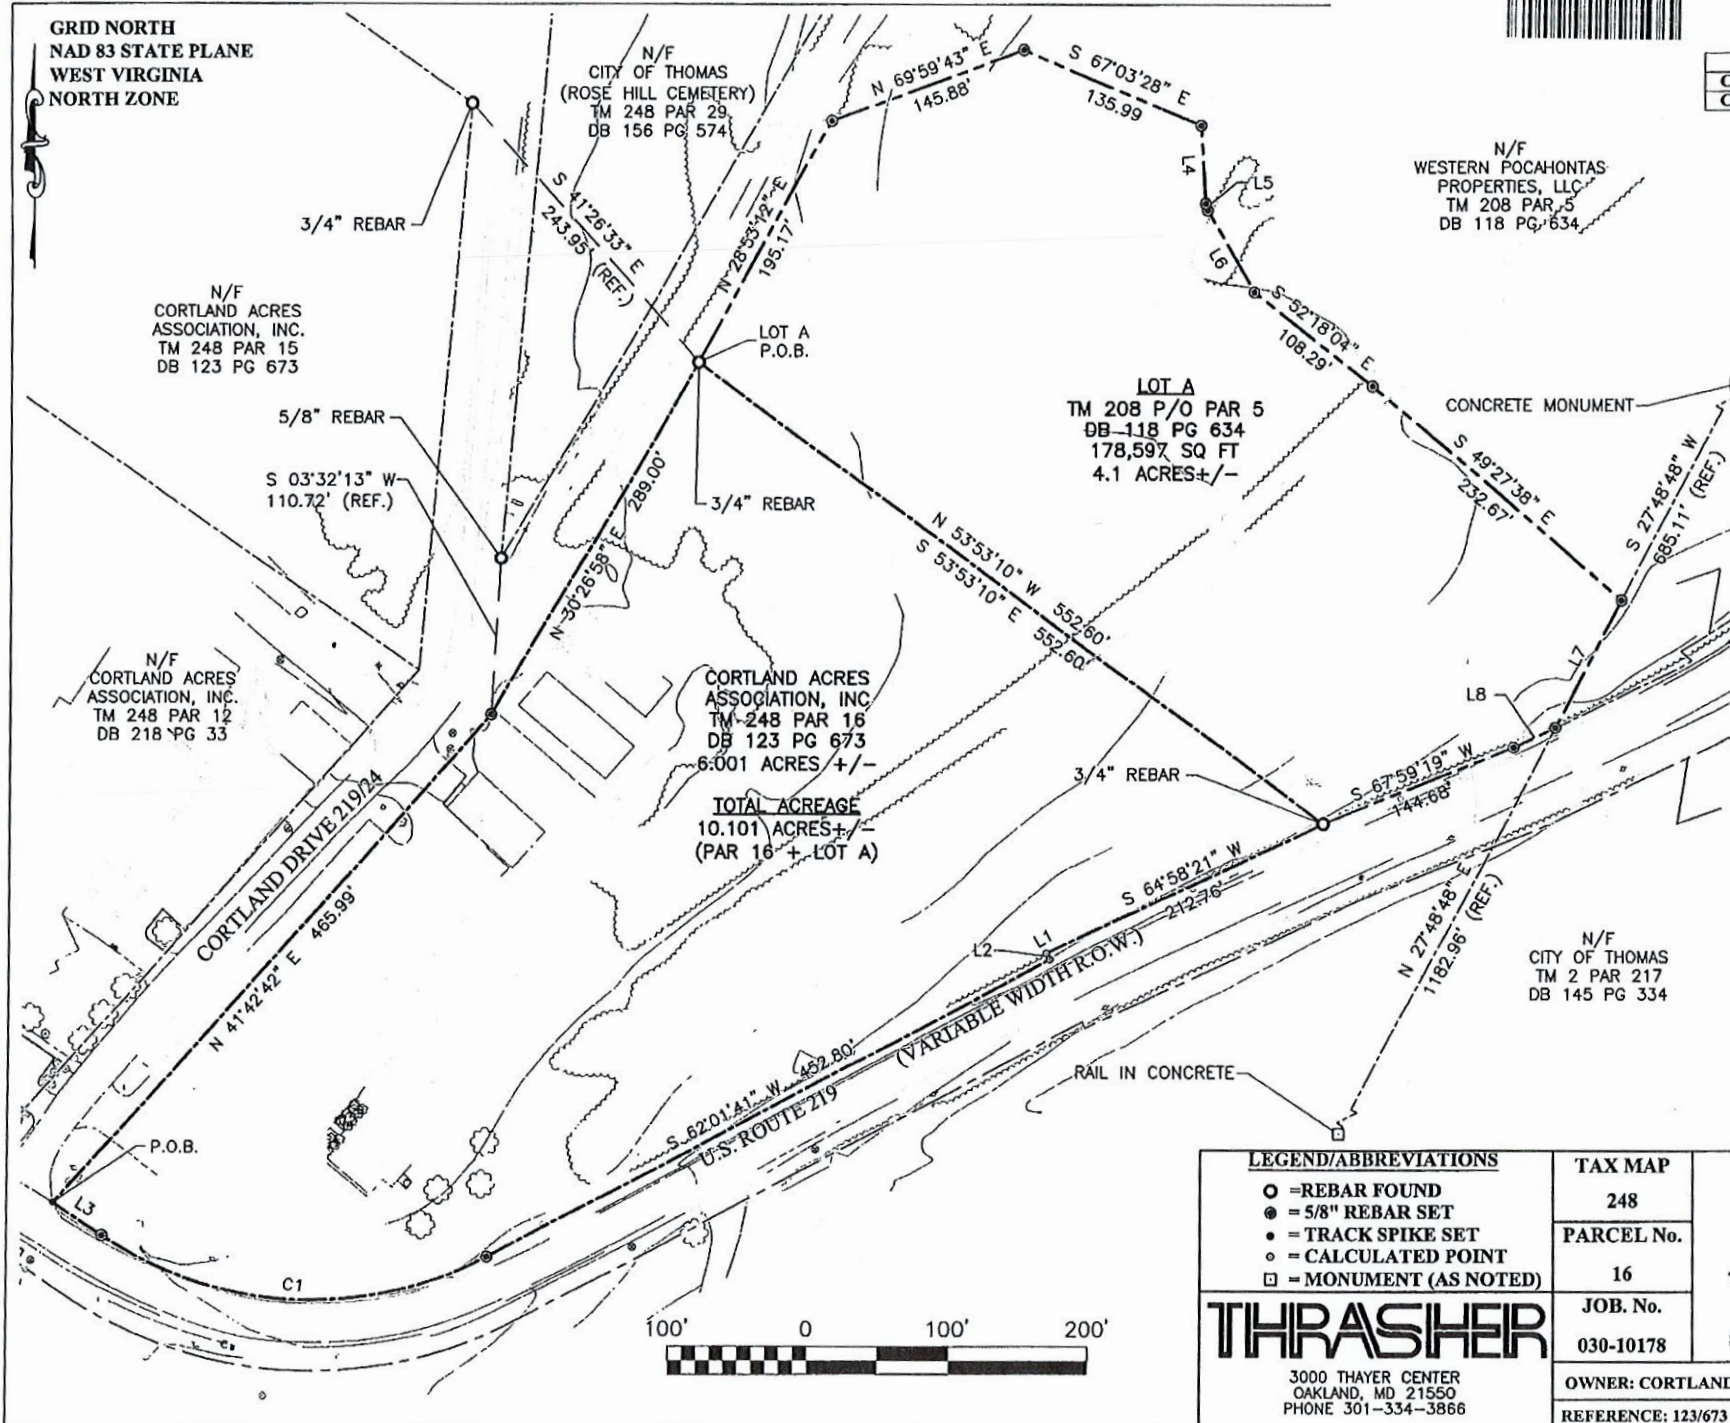 GRID NORTH
NAD 83 STATE PLANE
WEST VIRGINIA
NORTH ZONE
N/F
CITY OF THOMAS
(ROSE HILL CEMETERY)
TM 248 PAR 29
DB 156 PG 574
N 69°59'43" E
145.88'
S 67°03'28" E
135.99
L4
L5
L6
N/F
WESTERN POCAHONTAS
PROPERTIES, LLC
TM 208 PAR 5
DB 118 PG 634
3/4" REBAR
S 41°26'33" E
243.95' (REF.)
N 28°53'12" E
195.17'
N/F
CORTLAND ACRES
ASSOCIATION, INC.
TM 248 PAR 15
DB 123 PG 673
LOT A
P.O.B.
S 52°18'04" E
108.29'
LOT A
TM 208 P/O PAR 5
DB 118 PG 634
178,597 SQ FT
4.1 ACRES+/-
CONCRETE MONUMENT
5/8" REBAR
S 03°32'13" W
110.72' (REF.)
3/4" REBAR
N 30°26'58" E 289.00'
S 49°27'38" E
232.67'
S 27°48'48" W
685.11' (REF.)
N 53°53'10" W 552.60'
S 53°53'10" E 552.60'
N/F
CORTLAND ACRES
ASSOCIATION, INC.
TM 248 PAR 12
DB 218 PG 33
CORTLAND ACRES
ASSOCIATION, INC
TM 248 PAR 16
DB 123 PG 673
6.001 ACRES +/-
TOTAL ACREAGE
10.101 ACRES+/-
(PAR 16 + LOT A)
L7
L8
3/4" REBAR
S 67°59'19" W
144.68'
CORTLAND DRIVE 219/24
N 41°42'42" E 465.99'
S 64°58'21" W
212.76'
L1
L2
N 27°48'48" E
1182.96' (REF.)
N/F
CITY OF THOMAS
TM 2 PAR 217
DB 145 PG 334
(VARIABLE WIDTH R.O.W.)
S 62°01'41" W 452.80'
U.S. ROUTE 219
RAIL IN CONCRETE
P.O.B.
L3
C1
100' 0 100' 200'
LEGEND/ABBREVIATIONS
=REBAR FOUND
= 5/8" REBAR SET
= TRACK SPIKE SET
= CALCULATED POINT
= MONUMENT (AS NOTED)
TAX MAP
248
PARCEL No.
16
JOB. No.
030-10178
THRASHER
3000 THAYER CENTER
OAKLAND, MD 21550
PHONE 301-334-3866
OWNER: CORTLAND
REFERENCE: 123/673